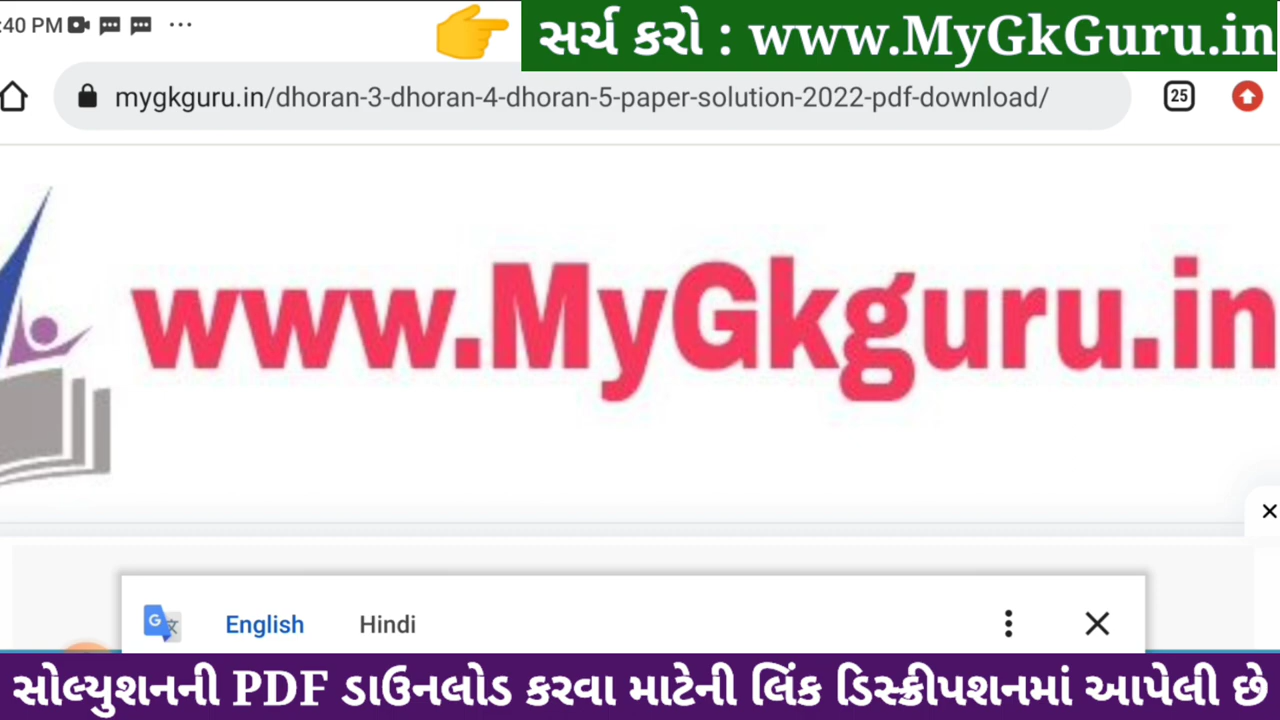 :40 PM
સર્ચ કરો : www.MyGkGuru.in
mygkguru.in/dhoran-3-dhoran-4-dhoran-5-paper-solution-2022-pdf-download/
25
www.MyGkguru.in
English Hindi
સોલ્યુશનની PDF ડાઉનલોડ કરવા માટેની લિંક ડિસ્ક્રીપશનમાં આપેલી છે